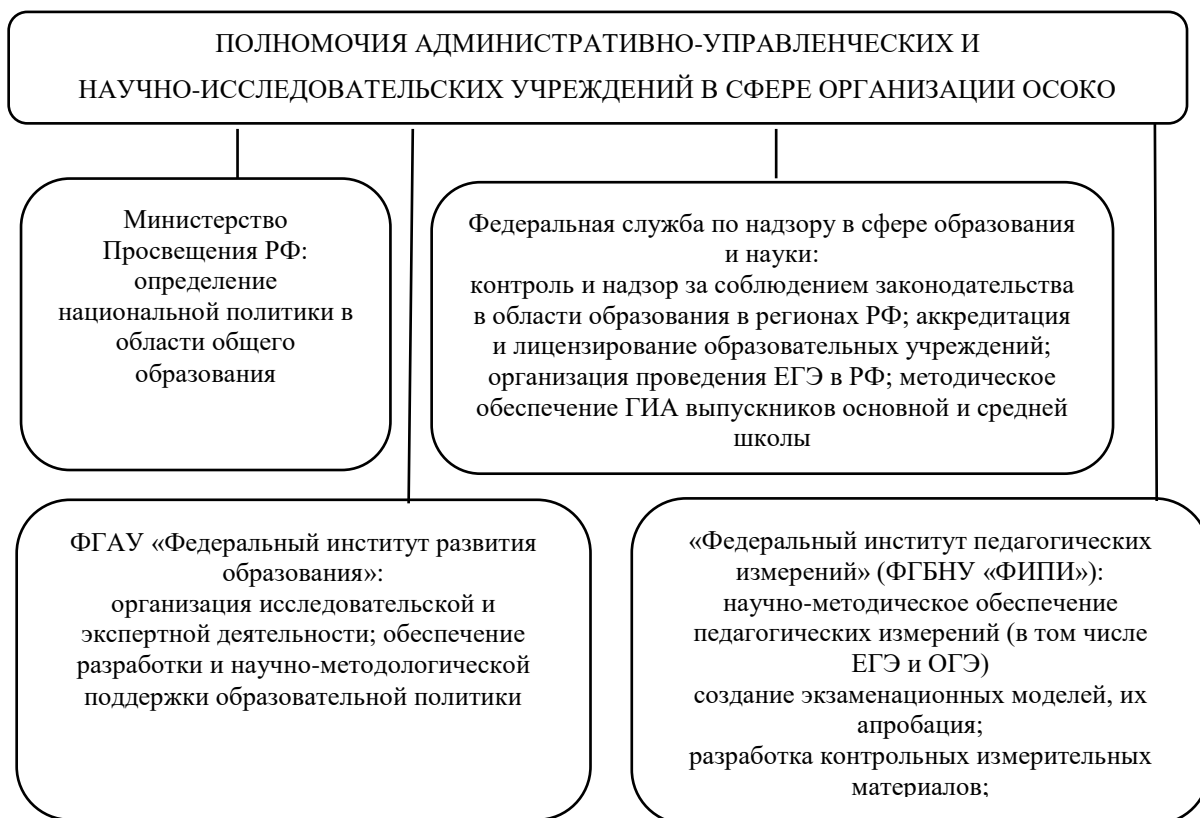 ПОЛНОМОЧИЯ АДМИНИСТРАТИВНО-УПРАВЛЕНЧЕСКИХ И
НАУЧНО-ИССЛЕДОВАТЕЛЬСКИХ УЧРЕЖДЕНИЙ В СФЕРЕ ОРГАНИЗАЦИИ ОСОКО
Министерство
Просвещения РФ:
определение
национальной политики в
области общего
образования
Федеральная служба по надзору в сфере образования
и науки:
контроль и надзор за соблюдением законодательства
в области образования в регионах РФ; аккредитация
и лицензирование образовательных учреждений;
организация проведения ЕГЭ в РФ; методическое
обеспечение ГИА выпускников основной и средней
школы
ФГАУ «Федеральный институт развития
образования»:
организация исследовательской и
экспертной деятельности; обеспечение
разработки и научно-методологической
поддержки образовательной политики
«Федеральный институт педагогических
измерений» (ФГБНУ «ФИПИ»):
научно-методическое обеспечение
педагогических измерений (в том числе
ЕГЭ и ОГЭ)
создание экзаменационных моделей, их
апробация;
разработка контрольных измерительных
материалов;